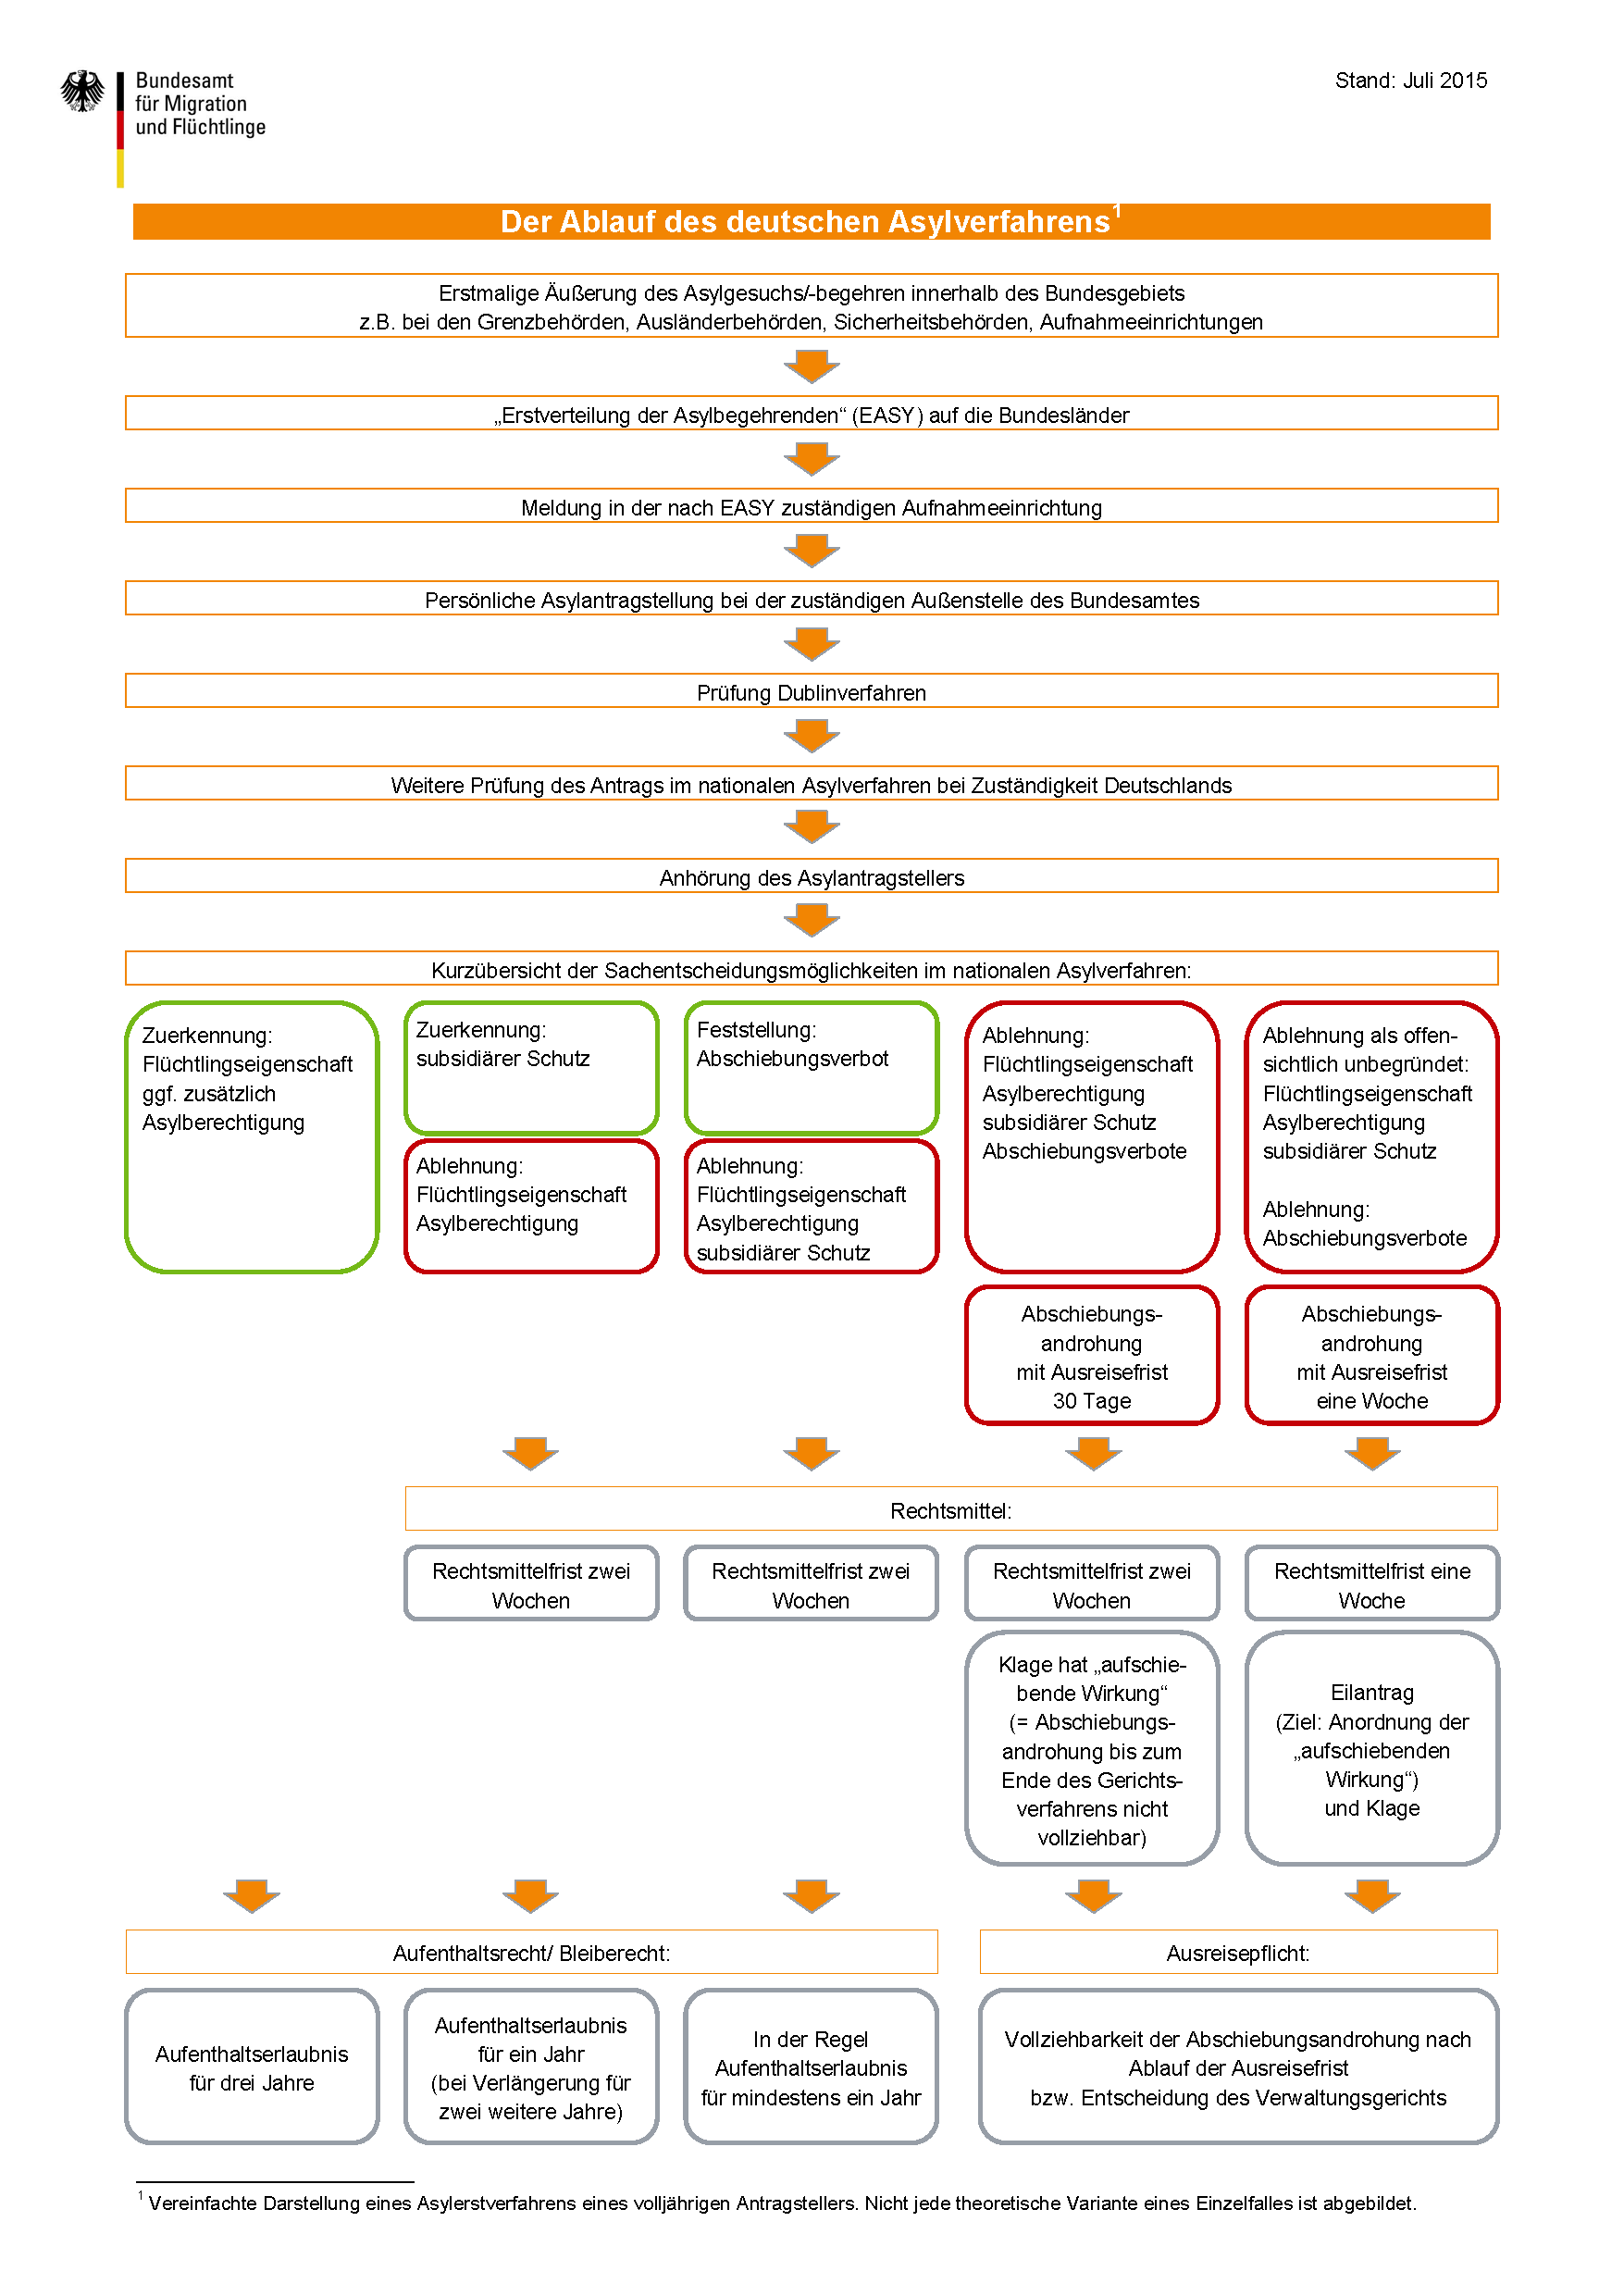 Bundesamt
für Migration
und Flüchtlinge
Stand: Juli 2015
Der Ablauf des deutschen Asylverfahrens1
Erstmalige Äußerung des Asylgesuchs/-begehren innerhalb des Bundesgebiets
z.B. bei den Grenzbehörden, Ausländerbehörden, Sicherheitsbehörden, Aufnahmeeinrichtungen
„Erstverteilung der Asylbegehrenden“ (EASY) auf die Bundesländer
Meldung in der nach EASY zuständigen Aufnahmeeinrichtung
Persönliche Asylantragstellung bei der zuständigen Außenstelle des Bundesamtes
Prüfung Dublinverfahren
Weitere Prüfung des Antrags im nationalen Asylverfahren bei Zuständigkeit Deutschlands
Anhörung des Asylantragstellers
Kurzübersicht der Sachentscheidungsmöglichkeiten im nationalen Asylverfahren:
Zuerkennung:
Flüchtlingseigenschaft
ggf. zusätzlich
Asylberechtigung
Zuerkennung:
subsidiärer Schutz
Ablehnung:
Flüchtlingseigenschaft
Asylberechtigung
Feststellung:
Abschiebungsverbot
Ablehnung:
Flüchtlingseigenschaft
Asylberechtigung
subsidiärer Schutz
Ablehnung:
Flüchtlingseigenschaft
Asylberechtigung
subsidiärer Schutz
Abschiebungsverbote
Ablehnung als offen-
sichtlich unbegründet:
Flüchtlingseigenschaft
Asylberechtigung
subsidiärer Schutz
Ablehnung:
Abschiebungsverbote
Abschiebungs-
androhung
mit Ausreisefrist
30 Tage
Abschiebungs-
androhung
mit Ausreisefrist
eine Woche
Rechtsmittel:
Rechtsmittelfrist zwei
Wochen
Rechtsmittelfrist zwei
Wochen
Rechtsmittelfrist zwei
Wochen
Rechtsmittelfrist eine
Woche
Klage hat „aufschie-
bende Wirkung“
(= Abschiebungs-
androhung bis zum
Ende des Gerichts-
verfahrens nicht
vollziehbar)
Eilantrag
(Ziel: Anordnung der
„aufschiebenden
Wirkung“)
und Klage
Aufenthaltsrecht/ Bleiberecht:
Ausreisepflicht:
Aufenthaltserlaubnis
für drei Jahre
Aufenthaltserlaubnis
für ein Jahr
(bei Verlängerung für
zwei weitere Jahre)
In der Regel
Aufenthaltserlaubnis
für mindestens ein Jahr
Vollziehbarkeit der Abschiebungsandrohung nach
Ablauf der Ausreisefrist
bzw. Entscheidung des Verwaltungsgerichts
1 Vereinfachte Darstellung eines Asylerstverfahrens eines volljährigen Antragstellers. Nicht jede theoretische Variante eines Einzelfalles ist abgebildet.